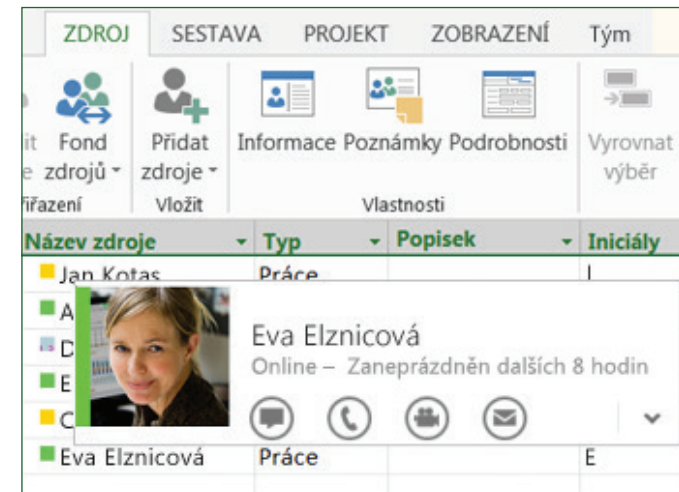 ZDROJ SESTAVA PROJEKT ZOBRAZENÍ Tým
Fond Přidat Informace Poznámky Podrobnosti Vyrovnat
zdrojů zdroje výběr
Vložit Vlastnosti
Název zdroje Typ Popisek Iniciály
Jan Kotas Práce
A
D
E
Eva Elznicová
Online – Zaneprázdněn dalších 8 hodin
Eva Elznicová Práce E